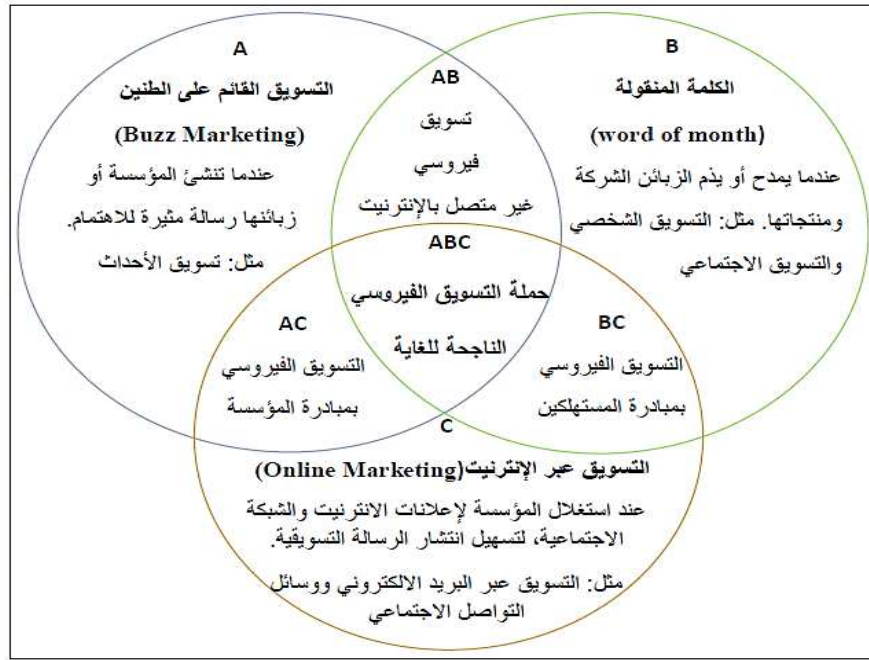 A
التسويق القائم على الطنين
(Buzz Marketing)
عندما تنشئ المؤسسة أو
زبائنها رسالة مثيرة للاهتمام.
مثل: تسويق الأحداث
AB
تسويق
فيروسي
غير متصل بالإنترنيت
B
الكلمة المنقولة
(word of month)
عندما يمدح أو يذم الزبائن الشركة
ومنتجاتها. مثل: التسويق الشخصي
والتسويق الاجتماعي
ABC
حملة التسويق الفيروسي
الناجحة للغاية
AC
التسويق الفيروسي
بمبادرة المؤسسة
BC
التسويق الفيروسي
بمبادرة المستهلكين
C
التسويق عبر الإنترنيت(Online Marketing)
عند استغلال المؤسسة لإعلانات الانترنيت والشبكة
الاجتماعية، لتسهيل انتشار الرسالة التسويقية.
مثل: التسويق عبر البريد الالكتروني ووسائل
التواصل الاجتماعي